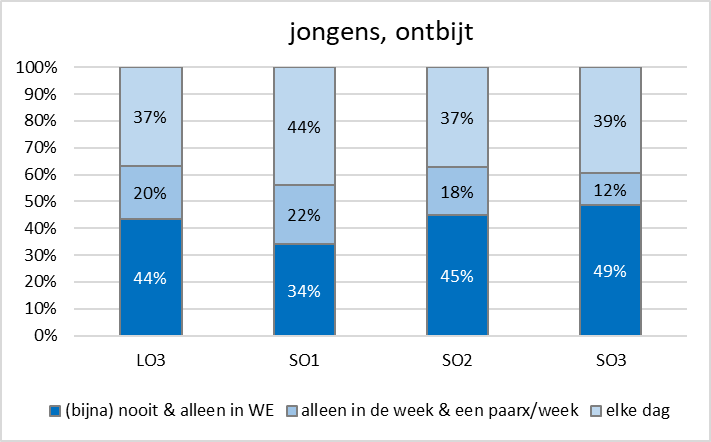 jongens, ontbijt
100%
90%
80%
70%
60%
50%
40%
30%
20%
10%
0%
37%
44%
37%
39%
20%
22%
18%
12%
44%
34%
45%
49%
LO3
SO1
SO2
SO3
(bijna) nooit & alleen in WE
alleen in de week & een paarx/week
elke dag